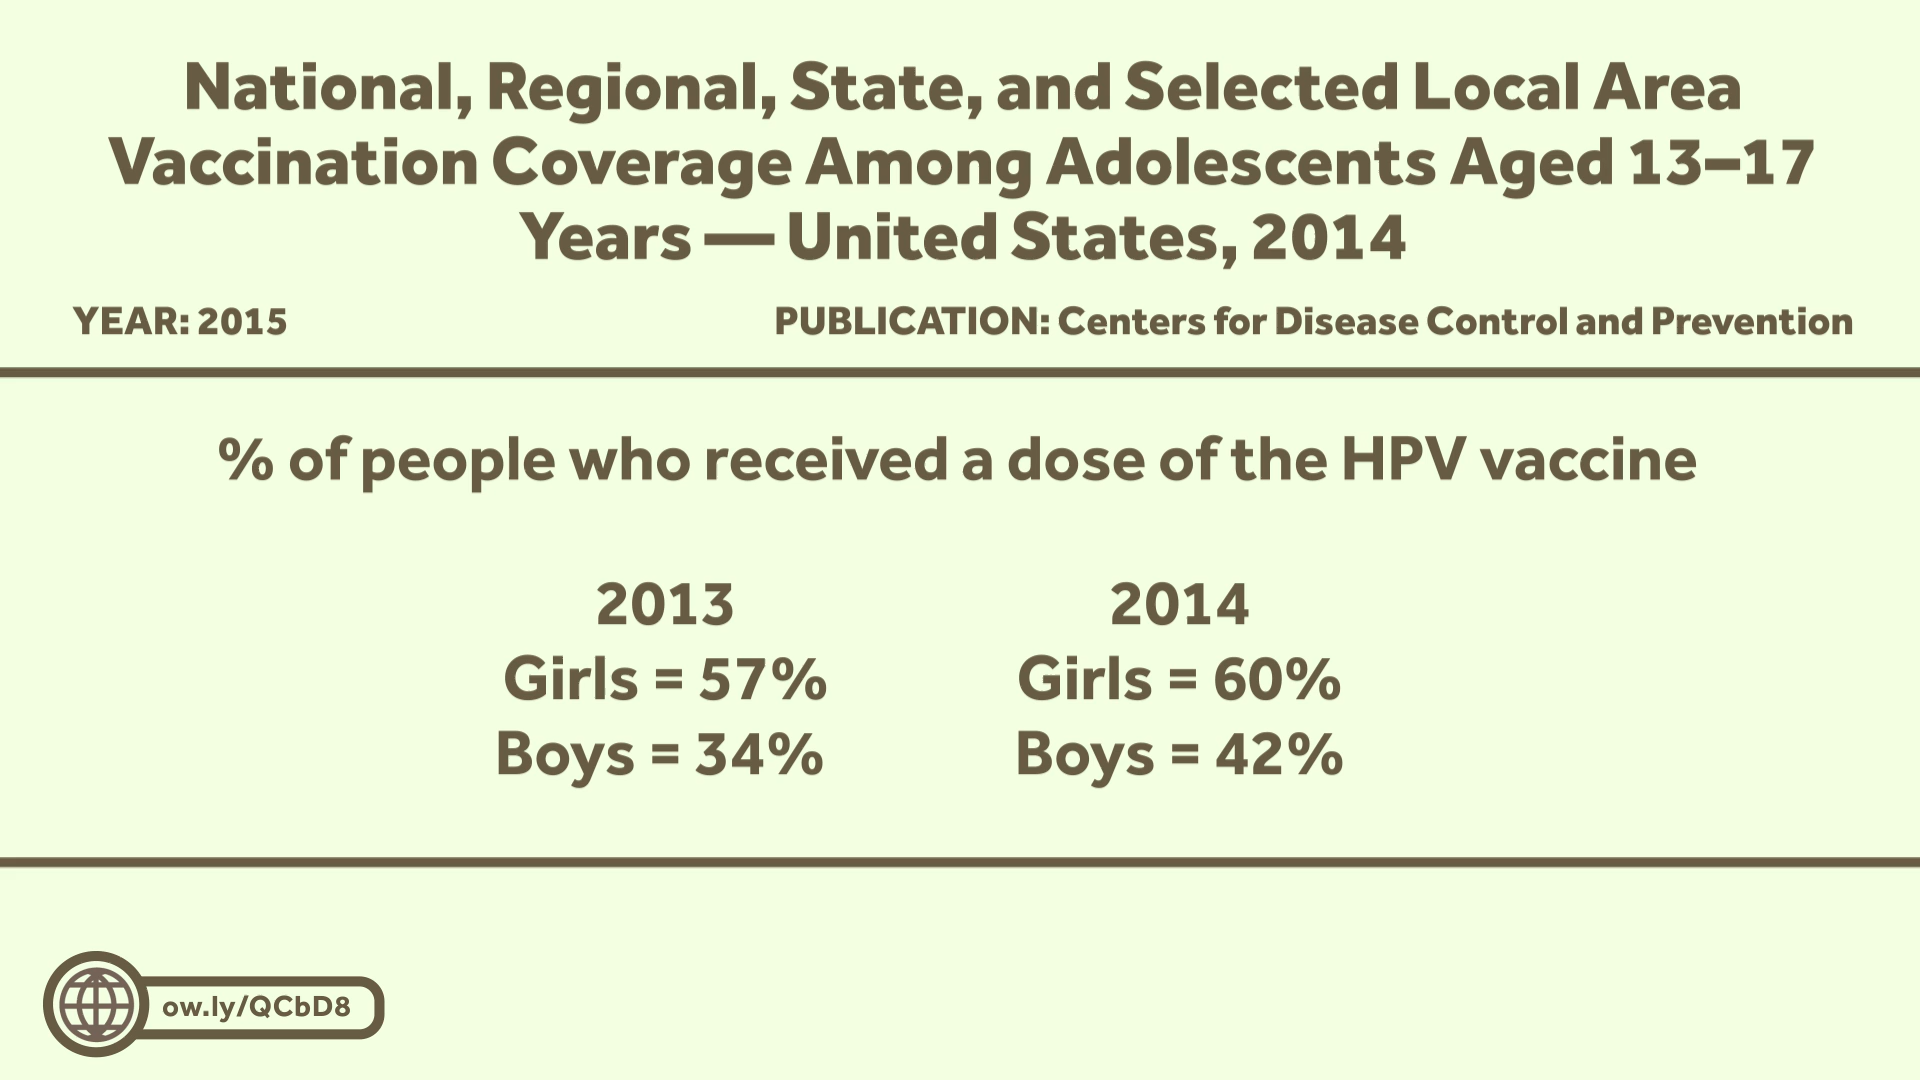 National, Regional, State, and Selected Local Area
Vaccination Coverage Among Adolescents Aged 13–17
Years — United States, 2014
YEAR: 2015
PUBLICATION: Centers for Disease Control and Prevention
% of people who received a dose of the HPV vaccine
2013
Girls = 57%
Boys = 34%
2014
Girls = 60%
Boys = 42%
ow.ly/QCbD8